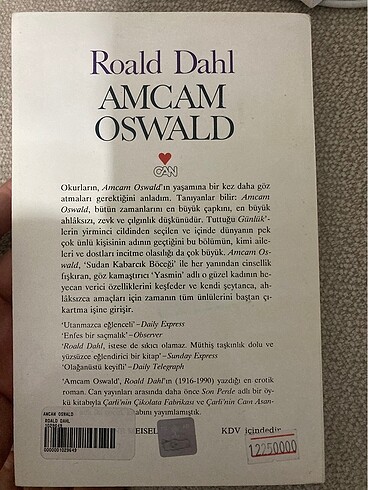 Roald Dahl
AMCAM
OSWALD
CAN
Okurların, Amcam Oswald'ın yaşamına bir kez daha göz
atmaları gerektiğini anladım. Tanıyanlar bilir: Amcam
Oswald, bütün zamanlarını en büyük çapkını, en büyük
ahlâksızı, zevk ve çılgınlık düşkünüdür. Tuttuğu Günlük'-
lerin yirminci cildinden seçilen ve içinde dünyanın pek
çok ünlü kişisinin adının geçtiğini bu bölümün, kimi aile-
leri ve dostları incitme olasılığı da çok büyük. Amcam Os-
wald, 'Sudan Kabarcık Böceği' ile her yanından cinsellik
fışkıran, göz kamaştırıcı 'Yasmin' adlı o güzel kadının he-
yecan verici özelliklerini keşfeder ve kendi şeytanca, ah-
lâksızca amaçları için zamanın tüm ünlülerini baştan çı-
kartma işine girişir.
'Utanmazca eğlenceli' – Daily Express
'Enfes bir saçmalık' – Observer
'Roald Dahl, istese de sıkıcı olamaz. Müthiş taşkınlık dolu ve
yüzsüzce eğlendirici bir kitap' – Sunday Express
'Olağanüstü keyifli' – Daily Telegraph
'Amcam Oswald', Roald Dahl'ın (1916-1990) yazdığı en erotik
roman. Can yayınları arasında daha önce Son Perde adlı bir öy-
kü kitabıyla Çarli'nin Çikolata Fabrikası ve Çarli'nin Cam Asan-
abını yayımlamıştık.
AMCAM OSWALD
ROALD DAHL
EISEL
KDV içindedir
12250000